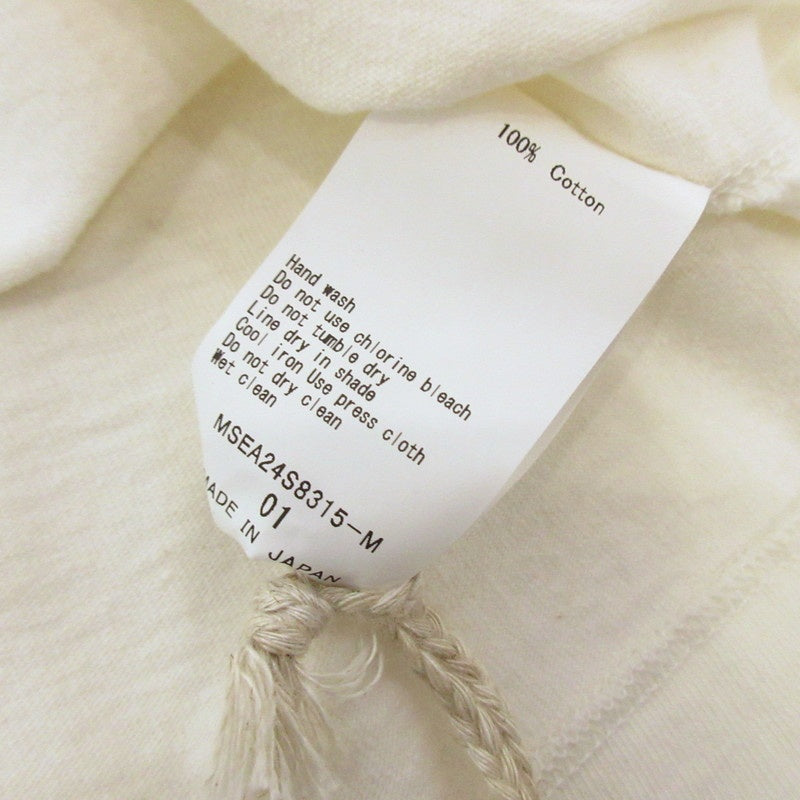 100% Cotton
Hand wash
Do not use chlorine bleach
Do not tumble dry
Line dry in shade
Cool iron Use press cloth
Do not dry clean
Wet clean
MSEA24S8315-M
01
MADE IN JAPAN